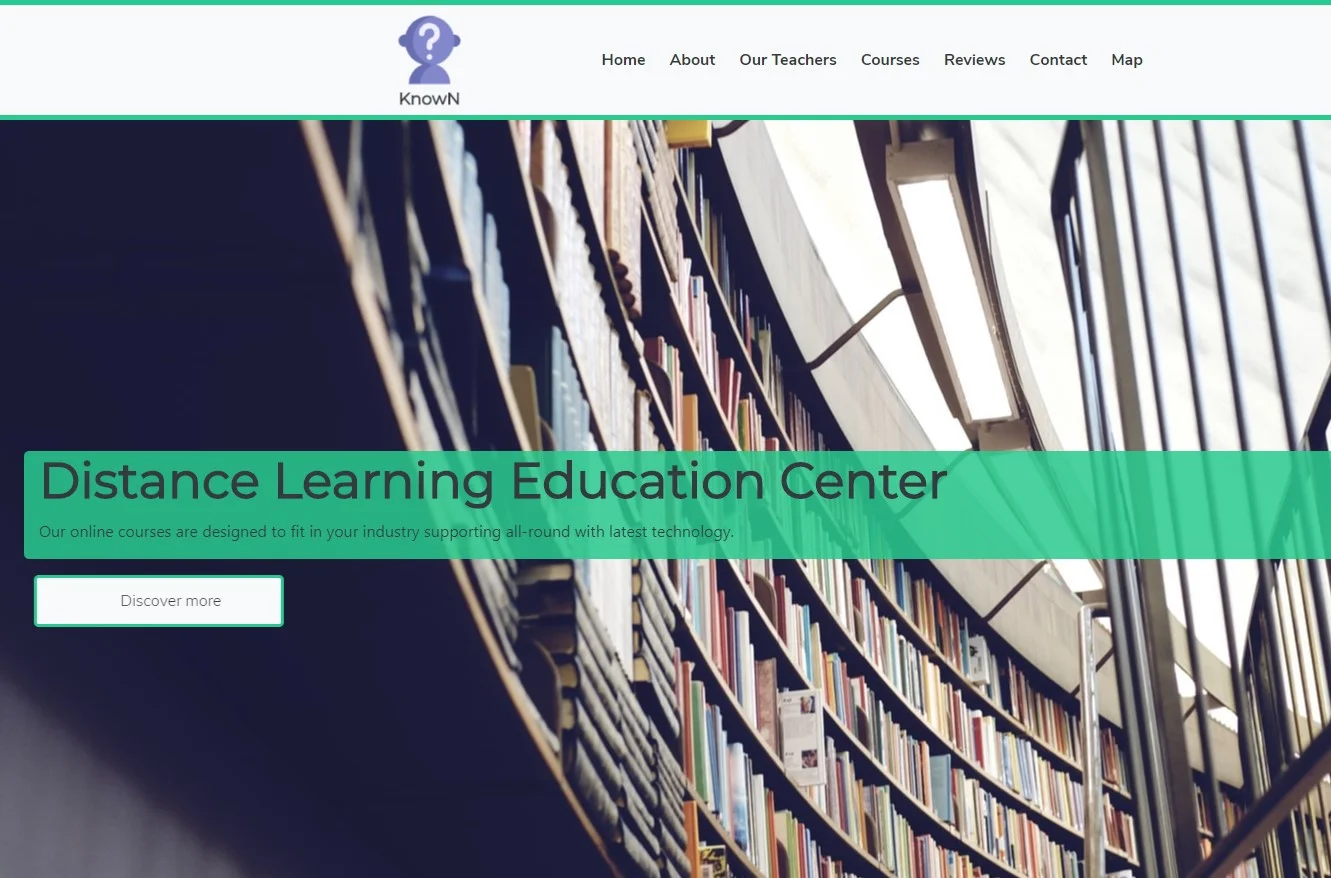 ?
KnowN
Home About Our Teachers Courses Reviews Contact Map
Distance Learning Education Center
Our online courses are designed to fit in your industry supporting all-round with latest technology.
Discover more